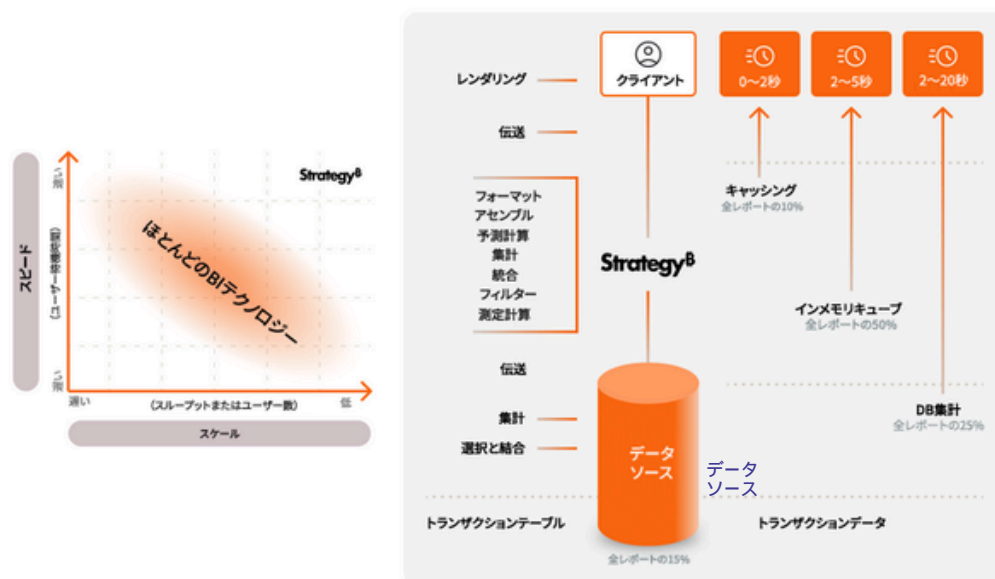 Strategyᴮ
スピード
(ユーザー待機時間)
ほとんどのBIテクノロジー
遅い
(スループットまたはユーザー数)
低
スケール
クライアント
0〜2秒
2〜5秒
2〜20秒
レンダリング
伝送
フォーマット
アセンブル
予測計算
集計
統合
フィルター
測定計算
Strategyᴮ
キャッシング
全レポートの10%
インメモリキューブ
全レポートの50%
伝送
集計
選択と結合
DB集計
全レポートの25%
データ
ソース
データ
ソース
トランザクションテーブル
トランザクションデータ
全レポートの15%